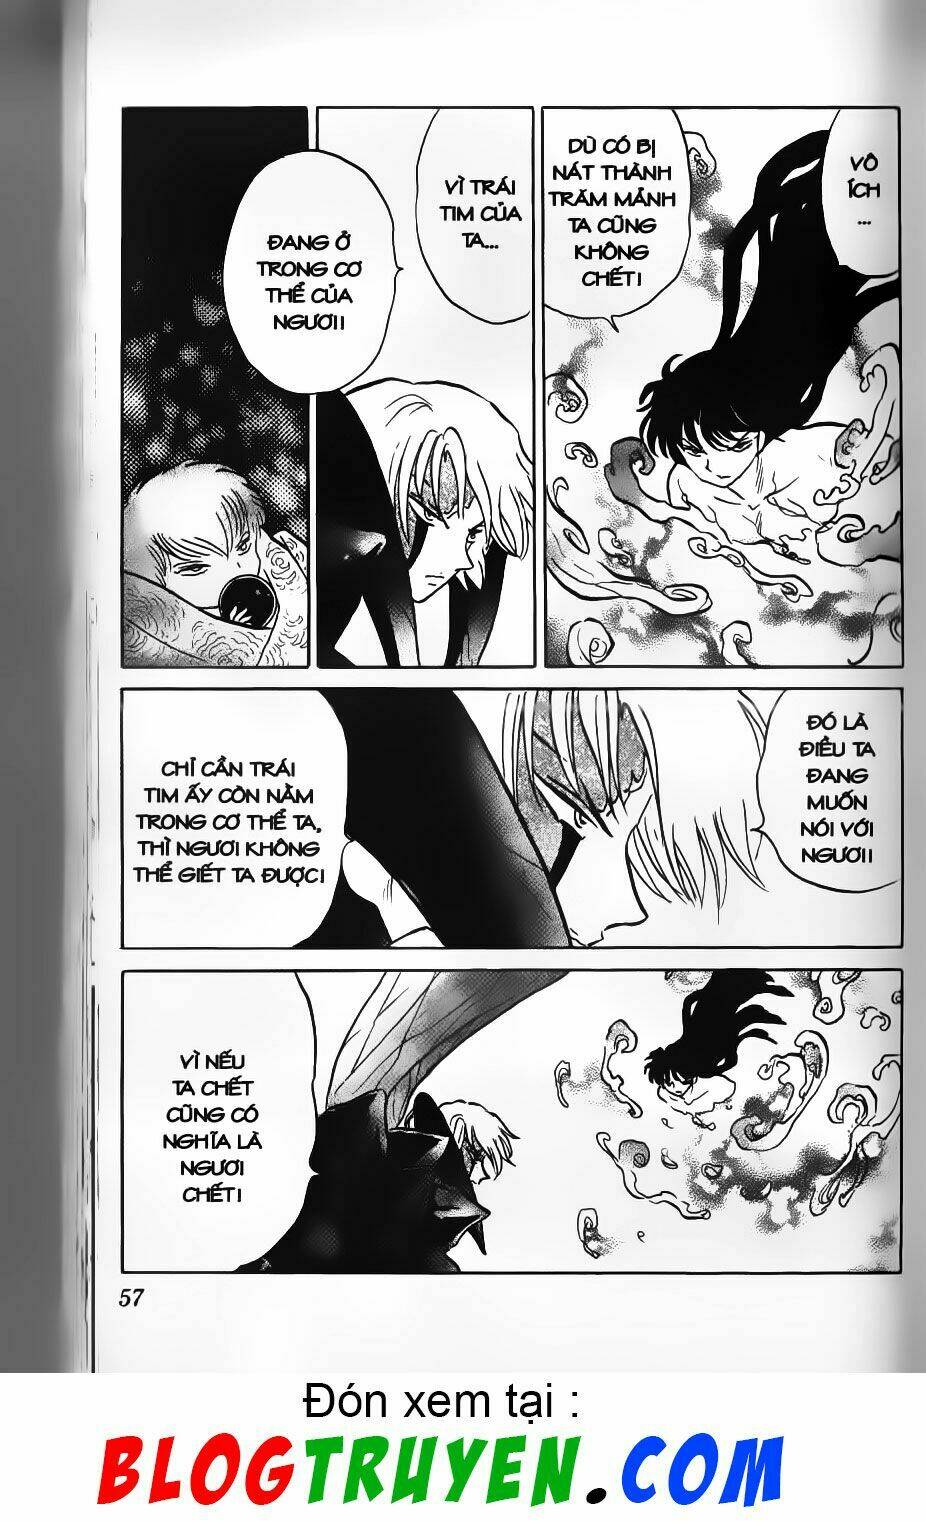 VÔ
ÍCH
...
DÙ CÓ BỊ
NÁT THÀNH
TRĂM MẢNH
TA CŨNG
KHÔNG
CHẾT!
VÌ TRÁI
TIM CỦA
TA...
ĐANG Ở
TRONG CƠ
THỂ CỦA
NGƯƠI!
ĐÓ LÀ
ĐIỀU TA
ĐANG
MUỐN
NÓI VỚI
NGƯƠI!
CHỈ CẦN TRÁI
TIM ẤY CÒN NẰM
TRONG CƠ THỂ TA,
THÌ NGƯƠI KHÔNG
THỂ GIẾT TA ĐƯỢC!
VÌ NẾU
TA CHẾT
CŨNG CÓ
NGHĨA LÀ
NGƯƠI
CHẾT!
57
Đón xem tại :
BLOGTRUYEN.COM